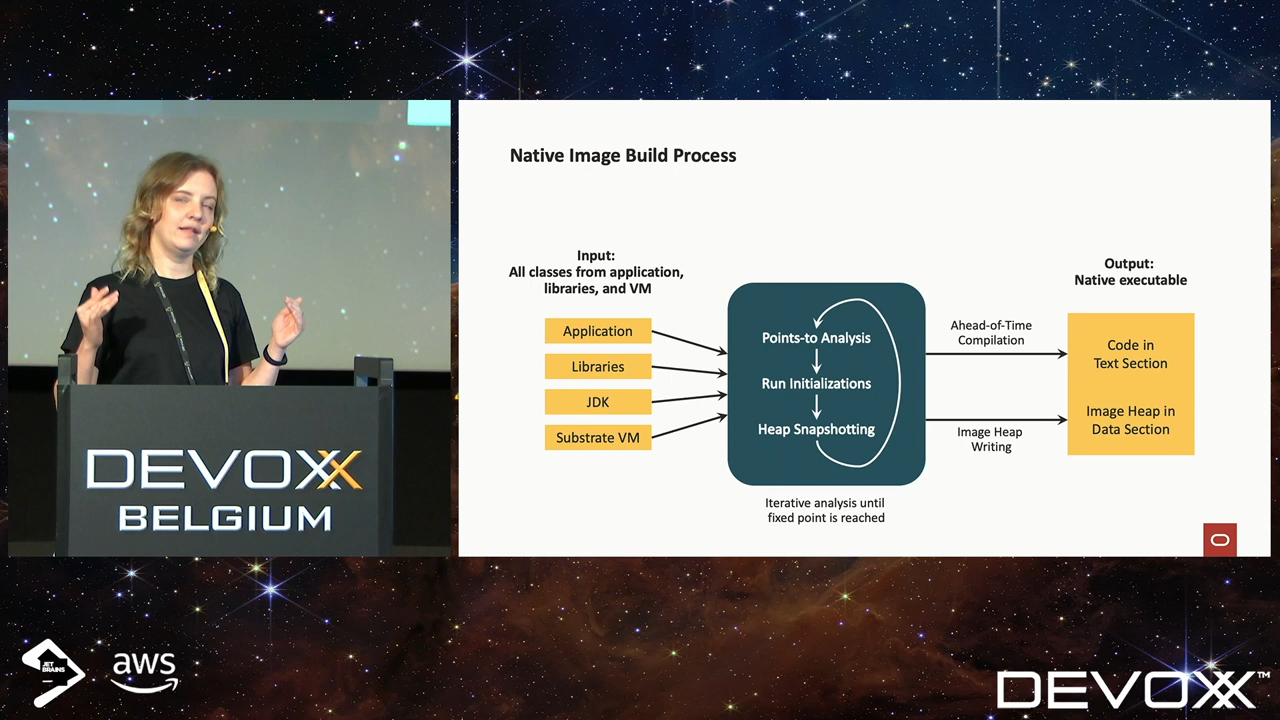 Native Image Build Process
Input:
All classes from application,
libraries, and VM
Application
Libraries
JDK
Substrate VM
Points-to Analysis
Run Initializations
Heap Snapshotting
Iterative analysis until
fixed point is reached
Ahead-of-Time
Compilation
Image Heap
Writing
Output:
Native executable
Code in
Text Section
Image Heap in
Data Section
DEVOXX
BELGIUM
JET
BRAINS
aws
DEVOXX™